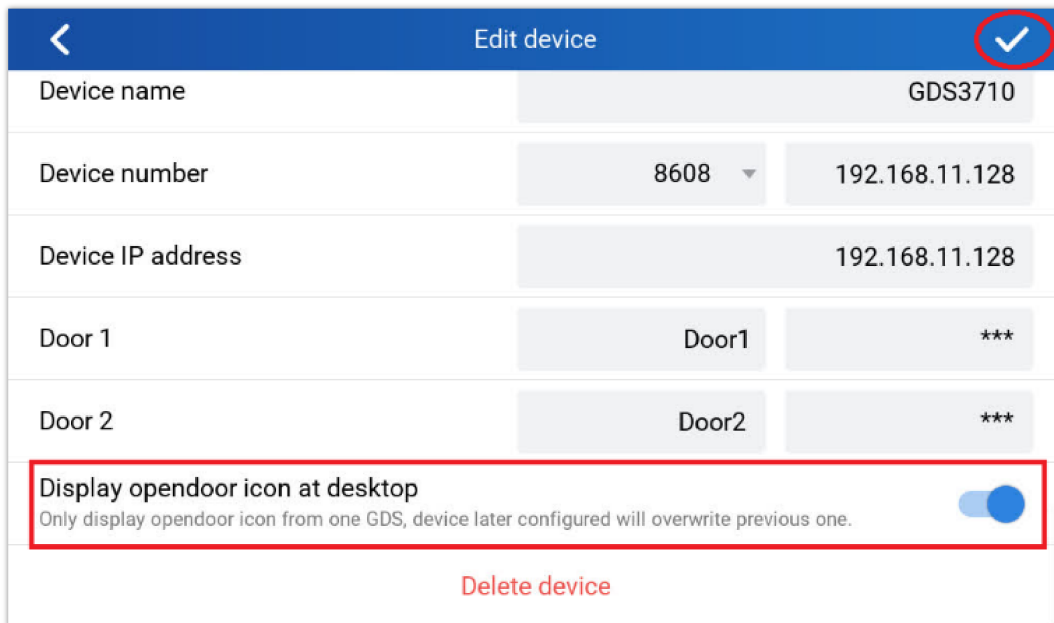 Edit device
Device name GDS3710
Device number 8608 192.168.11.128
Device IP address 192.168.11.128
Door 1 Door1 ***
Door 2 Door2 ***
Display opendoor icon at desktop
Only display opendoor icon from one GDS, device later configured will overwrite previous one.
Delete device